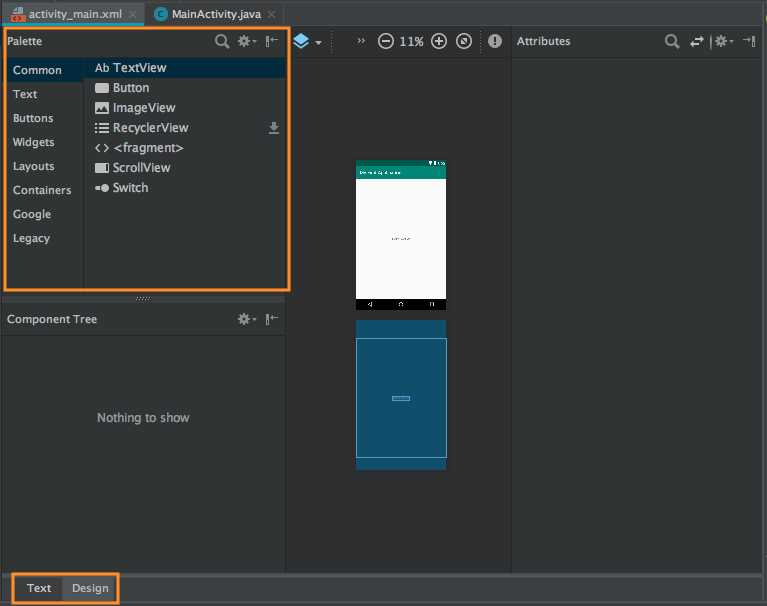 activity_main.xml
MainActivity.java
Palette
11%
Attributes
Common
Text
Buttons
Widgets
Layouts
Containers
Google
Legacy
Ab TextView
Button
ImageView
RecyclerView
<fragment>
ScrollView
Switch
Component Tree
Nothing to show
Text
Design